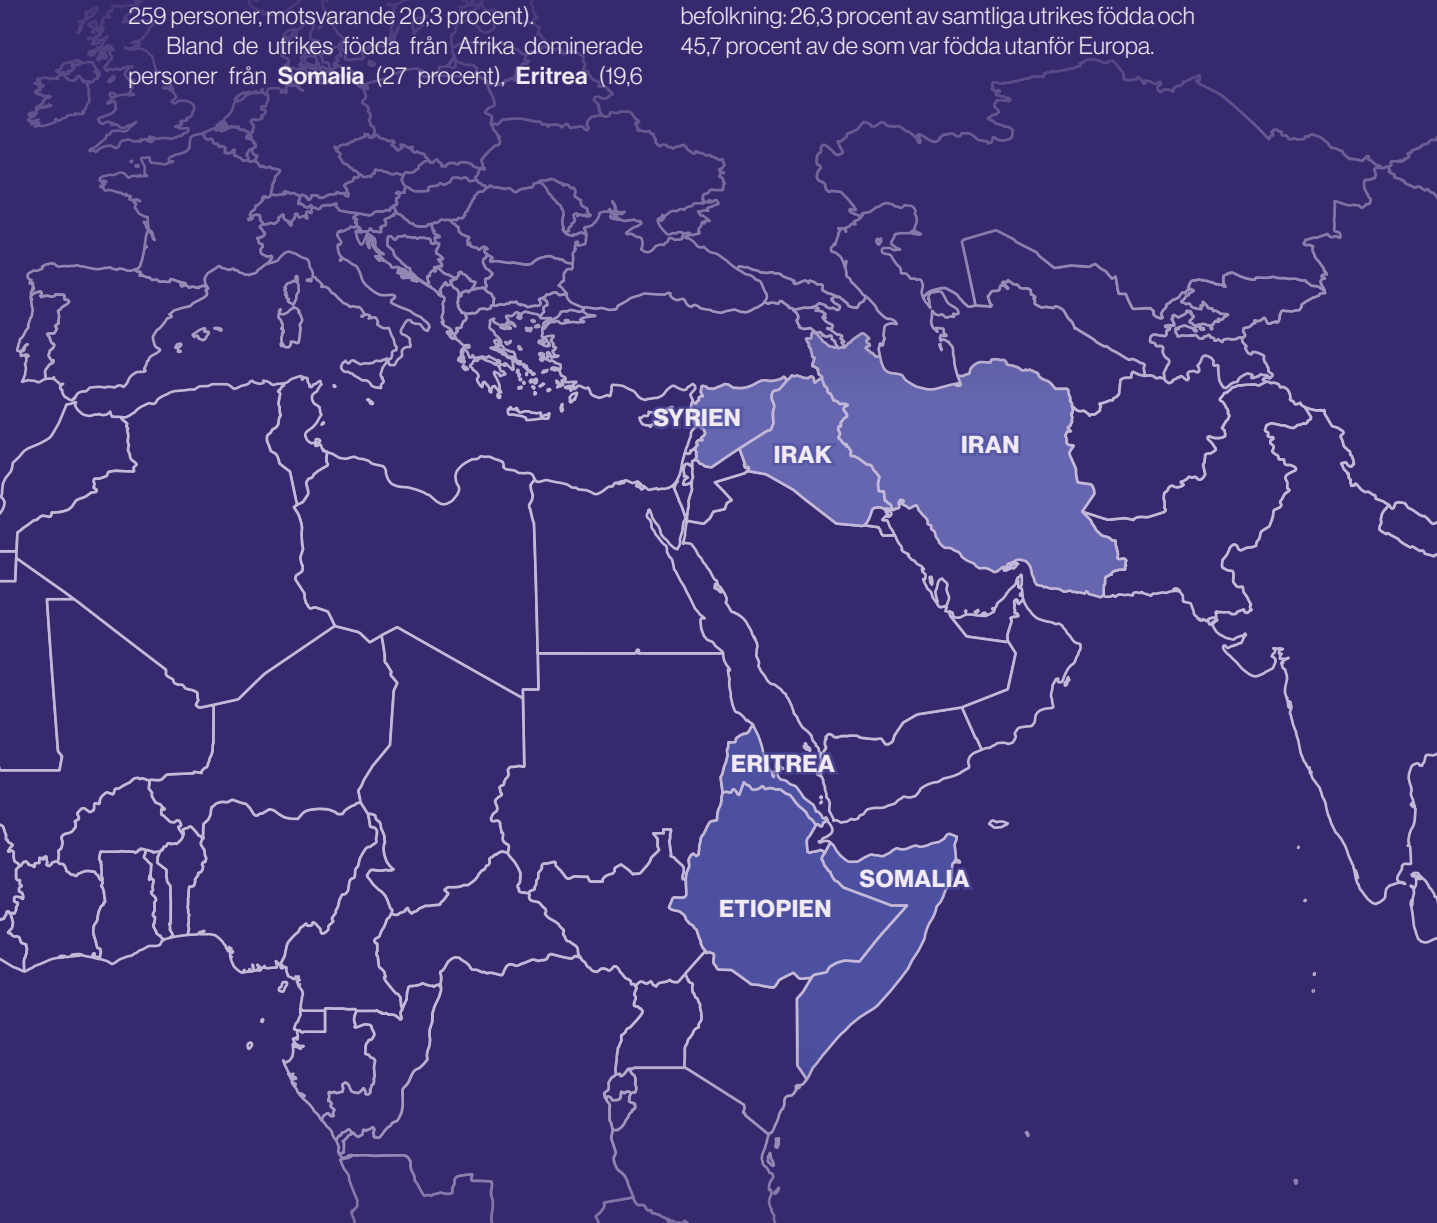 259 personer, motsvarande 20,3 procent).
Bland de utrikes födda från Afrika dominerade
personer från Somalia (27 procent), Eritrea (19,6
befolkning: 26,3 procent av samtliga utrikes födda och
45,7 procent av de som var födda utanför Europa.
SYRIEN
IRAK
IRAN
ERITREA
SOMALIA
ETIOPIEN